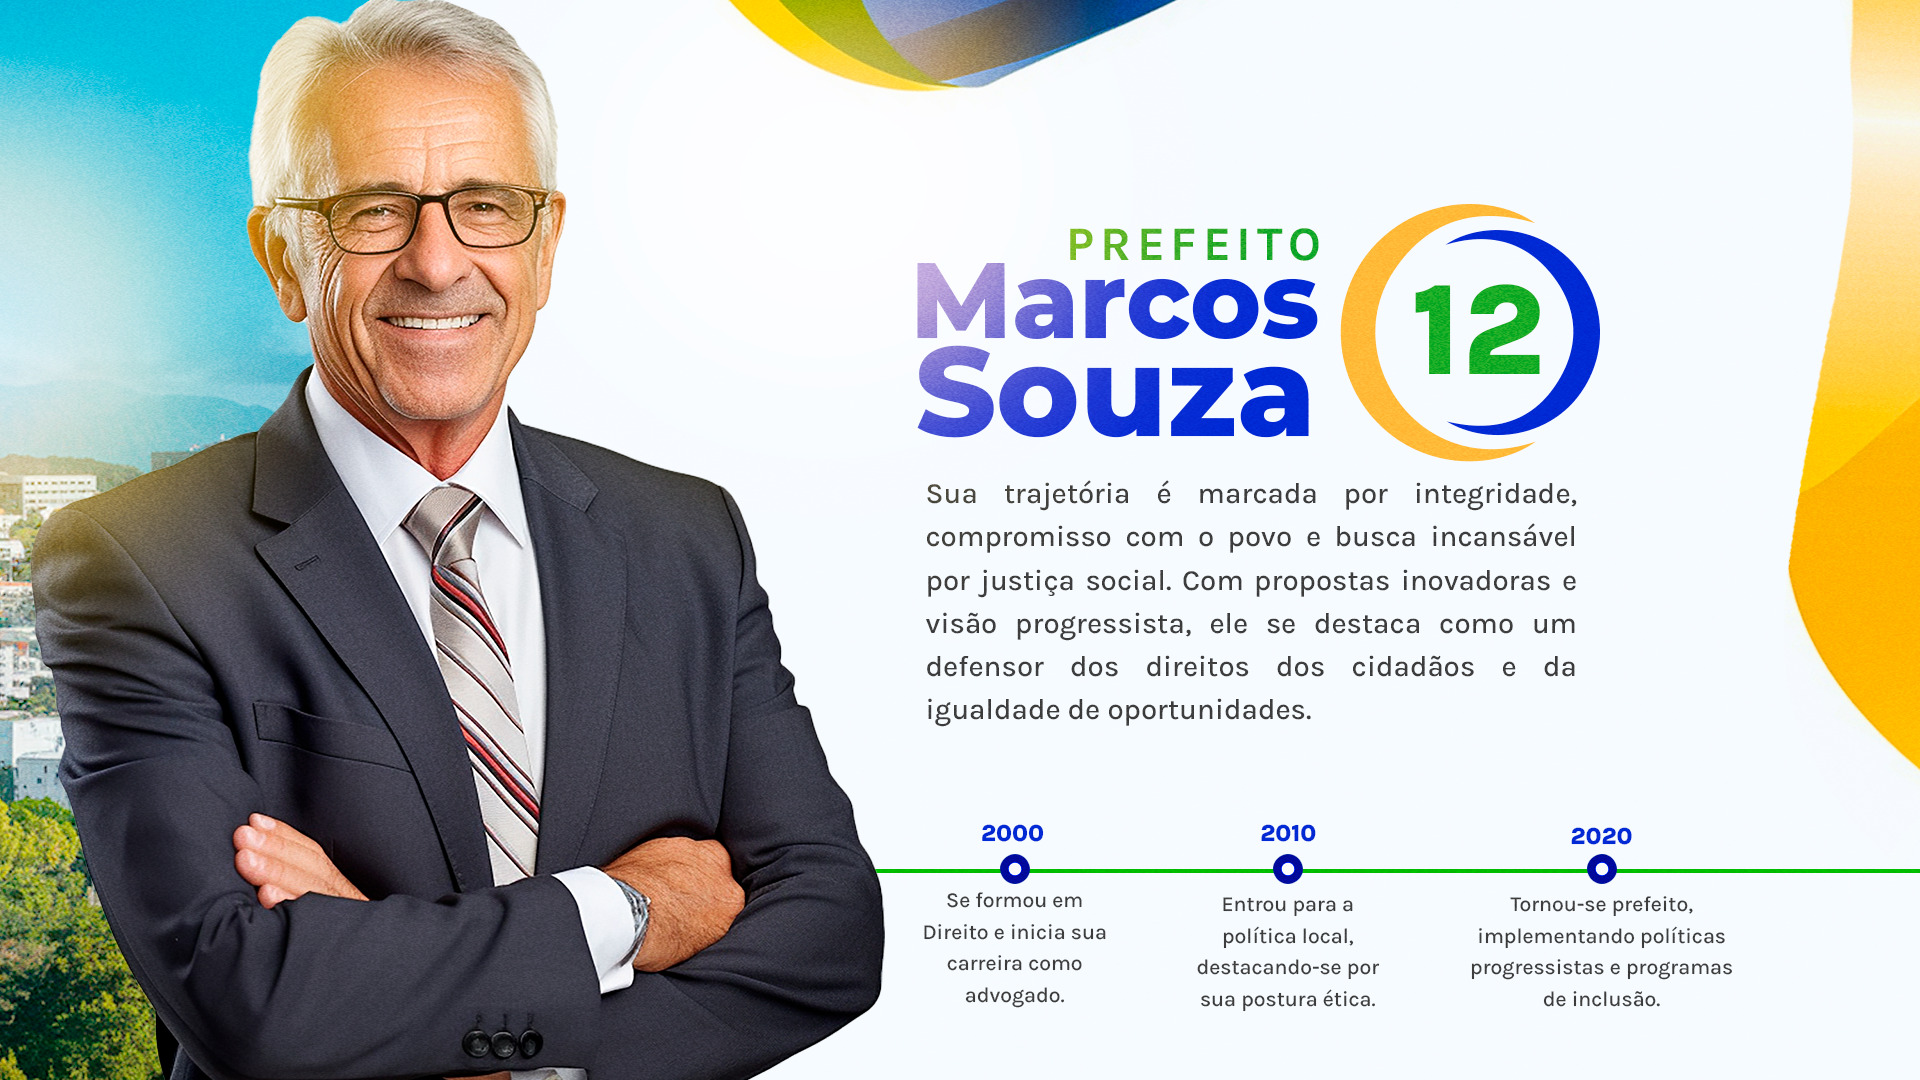 PREFEITO
Marcos
Souza
12
Sua trajetória é marcada por integridade,
compromisso com o povo e busca incansável
por justiça social. Com propostas inovadoras e
visão progressista, ele se destaca como um
defensor dos direitos dos cidadãos e da
igualdade de oportunidades.
2000
Se formou em
Direito e inicia sua
carreira como
advogado.
2010
Entrou para a
política local,
destacando-se por
sua postura ética.
2020
Tornou-se prefeito,
implementando políticas
progressistas e programas
de inclusão.